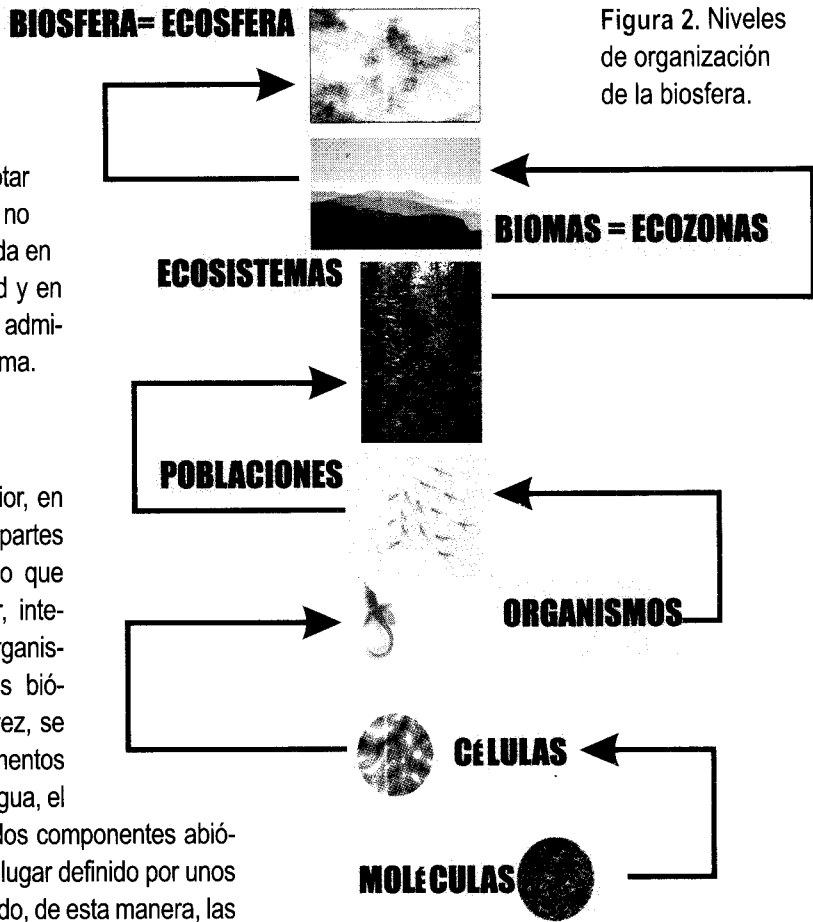 BIOSFERA= ECOSFERA
Figura 2. Niveles
de organización
de la biosfera.
otar
no
da en
d y en
admi-
ma.
BIOMAS = ECOZONAS
ECOSISTEMAS
POBLACIONES
ior, en
partes
o que
r, inte-
rganis-
s bió-
vez, se
mentos
gua, el
dos componentes abió-
lugar definido por unos
do, de esta manera, las
ORGANISMOS
CÉLULAS
MOLÉCULAS